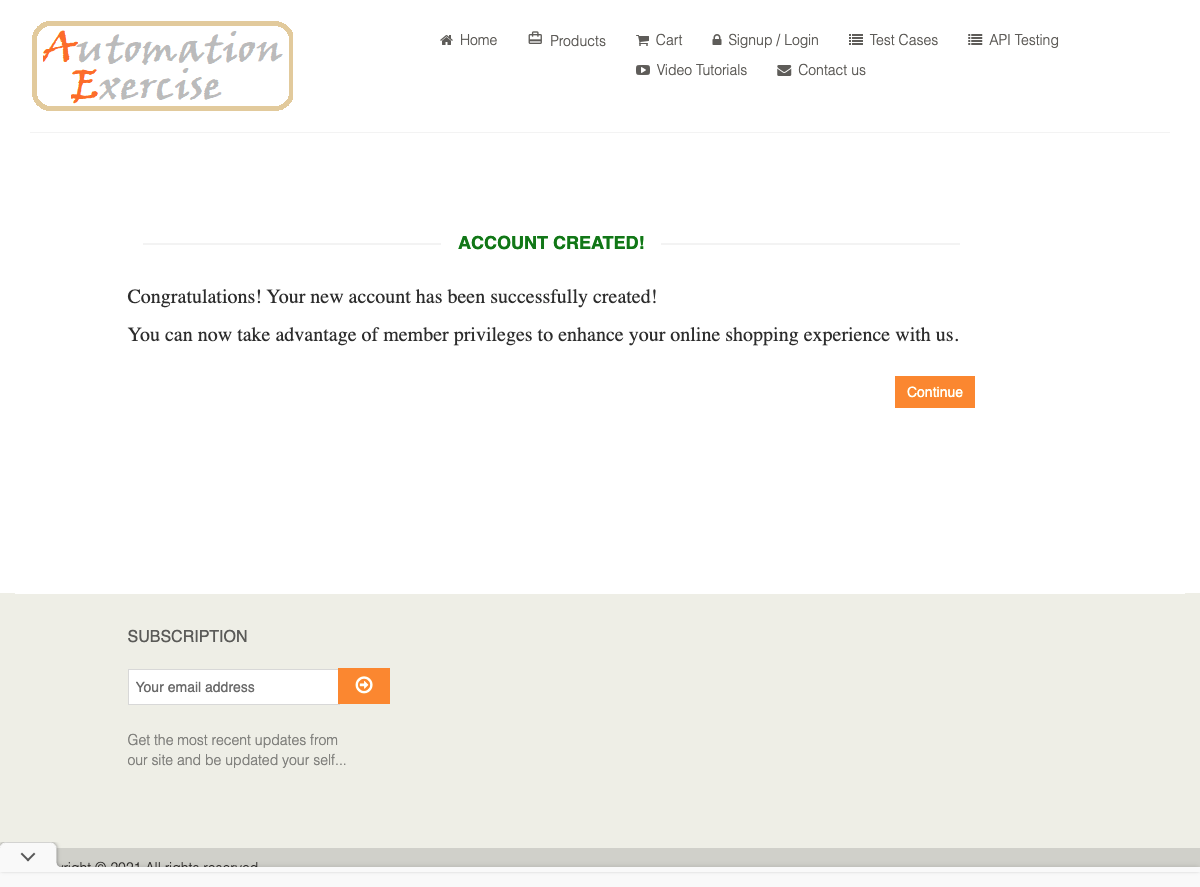 Automation
Exercise
Home
Products
Cart
Signup / Login
Test Cases
API Testing
Video Tutorials
Contact us
ACCOUNT CREATED!
Congratulations! Your new account has been successfully created!
You can now take advantage of member privileges to enhance your online shopping experience with us.
Continue
SUBSCRIPTION
Your email address
Get the most recent updates from
our site and be updated your self...
© 2021 All rights reserved